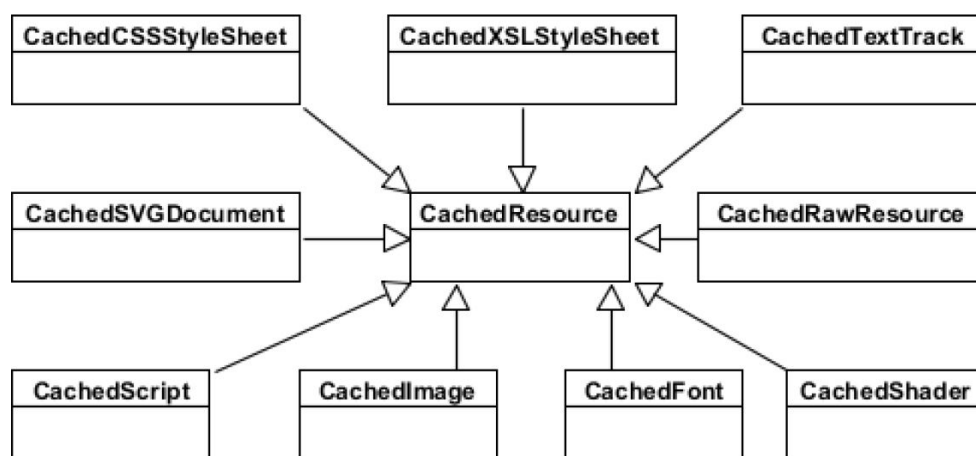 CachedCSSStyleSheet
CachedXSLStyleSheet
CachedTextTrack
CachedSVGDocument
CachedResource
CachedRawResource
CachedScript
CachedImage
CachedFont
CachedShader